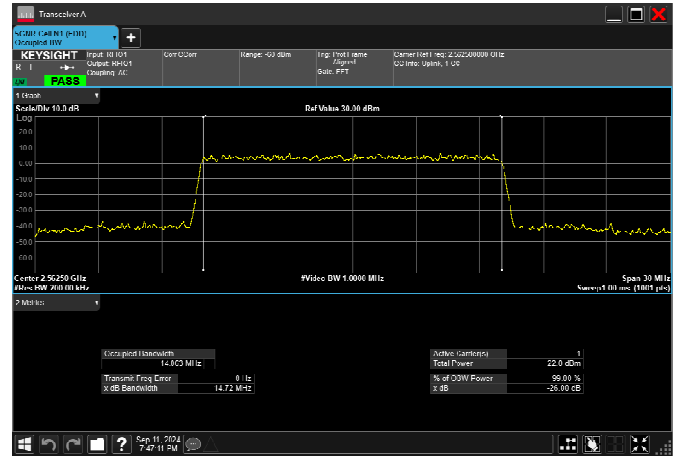 Transceiver A
5GNR Cell N1 (FDD)
Occupied BW
KEYSIGHT
R T
PASS
Input: RFIO1
Output: RFIO1
Coupling: AC
Corr CCorr
Range: -60 dBm
Trig: Prot Frame
Aligned
Gate: FFT
Carrier Ref Freq: 2.562500000 GHz
CC Info: Uplink, 1 CC
1 Graph
Scale/Div 10.0 dB
Ref Value 30.00 dBm
Log
20.0
10.0
0.00
-10.0
-20.0
-30.0
-40.0
-50.0
-60.0
Center 2.56250 GHz
#Video BW 1.0000 MHz
Span 30 MHz
#Res BW 200.00 kHz
Sweep 1.00 ms (1001 pts)
2 Metrics
Occupied Bandwidth
14.063 MHz
Transmit Freq Error
0 Hz
x dB Bandwidth
14.72 MHz
Active Carrier(s)
1
Total Power
22.0 dBm
% of OBW Power
99.00 %
x dB
-26.00 dB
Sep 11, 2024
7:47:11 PM